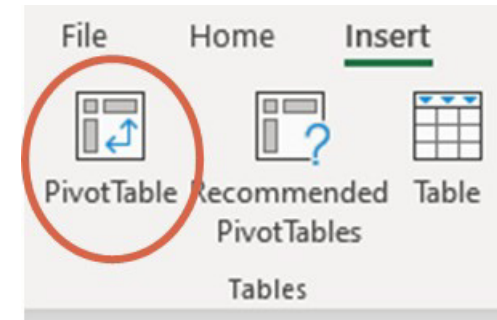 File Home Insert
PivotTable Recommended Table
PivotTables
Tables